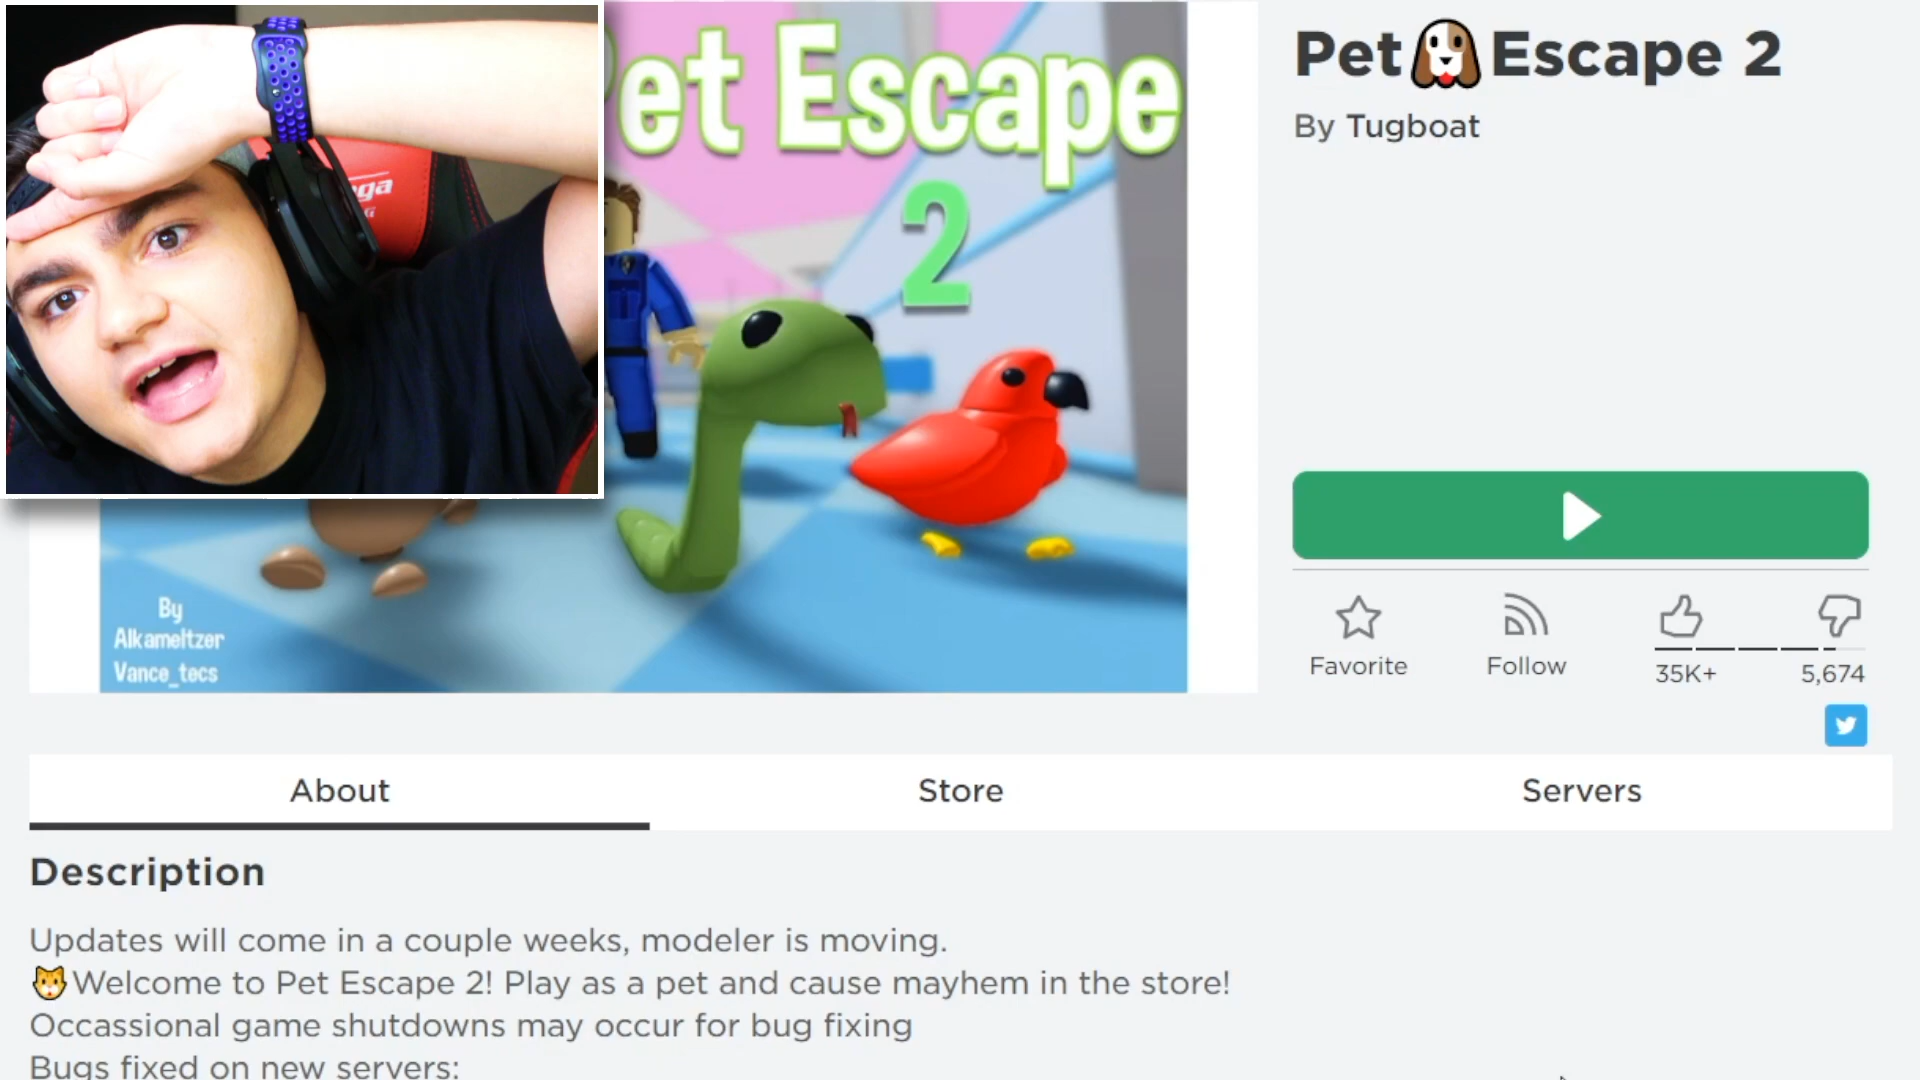 et Escape
2
By
Alkameltzer
Vance_tecs
Pet Escape 2
By Tugboat
Favorite
Follow
35K+
5,674
About
Store
Servers
Description
Updates will come in a couple weeks, modeler is moving.
Welcome to Pet Escape 2! Play as a pet and cause mayhem in the store!
Occassional game shutdowns may occur for bug fixing
Bugs fixed on new servers: